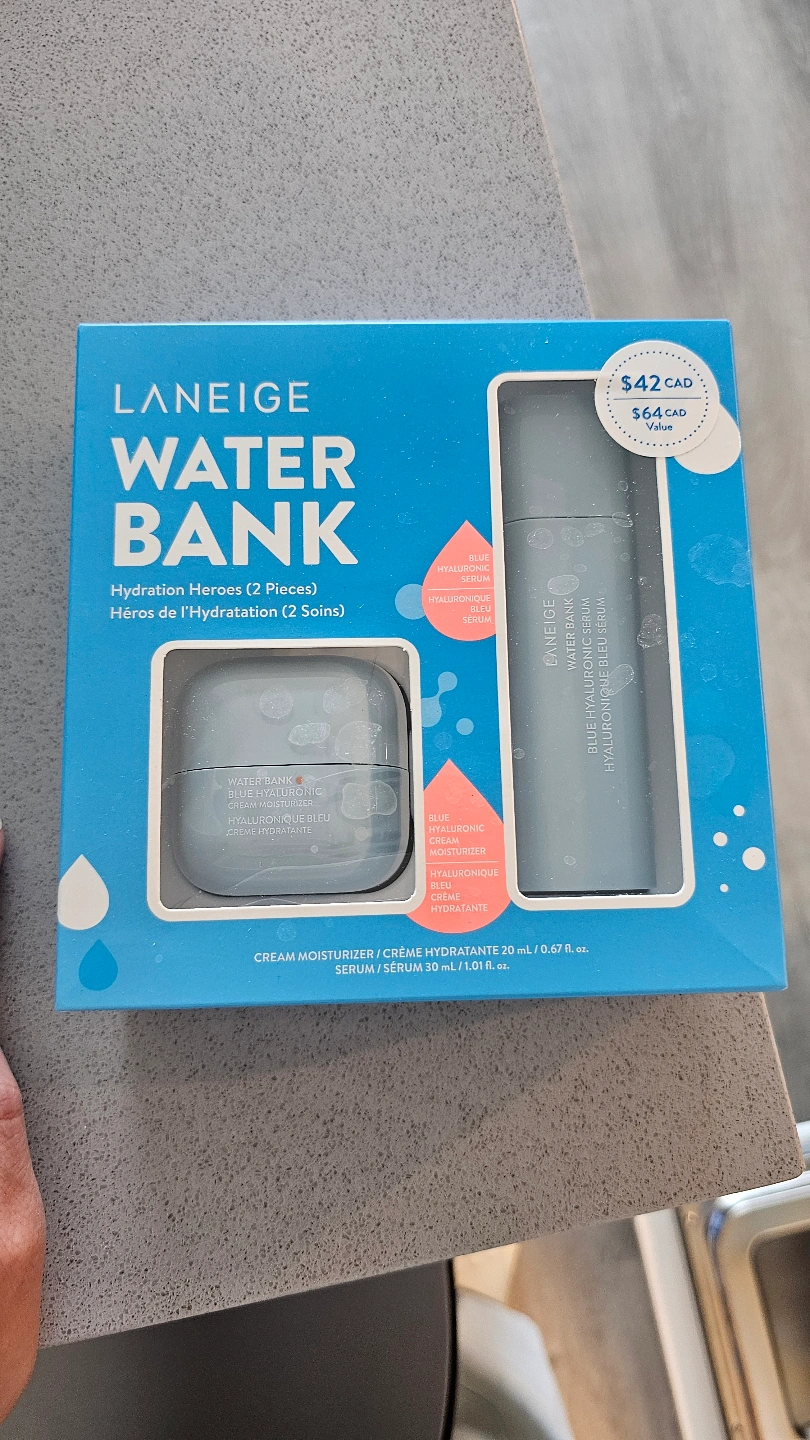 LANEIGE
WATER
BANK
Hydration Heroes (2 Pieces)
Héros de l'Hydratation (2 Soins)
$42 CAD
$64 CAD
Value
BLUE
HYALURONIC
SERUM
HYALURONIQUE
BLEU
SÉRUM
LANEIGE
WATER BANK
BLUE HYALURONIC SERUM
HYALURONIQUE BLEU SÉRUM
WATER BANK
BLUE HYALURONIC
CREAM MOISTURIZER
HYALURONIQUE BLEU
CRÈME HYDRATANTE
BLUE
HYALURONIC
CREAM
MOISTURIZER
HYALURONIQUE
BLEU
CRÈME
HYDRATANTE
CREAM MOISTURIZER / CRÈME HYDRATANTE 20 mL / 0.67 fl. oz.
SERUM / SÉRUM 30 mL / 1.01 fl. oz.